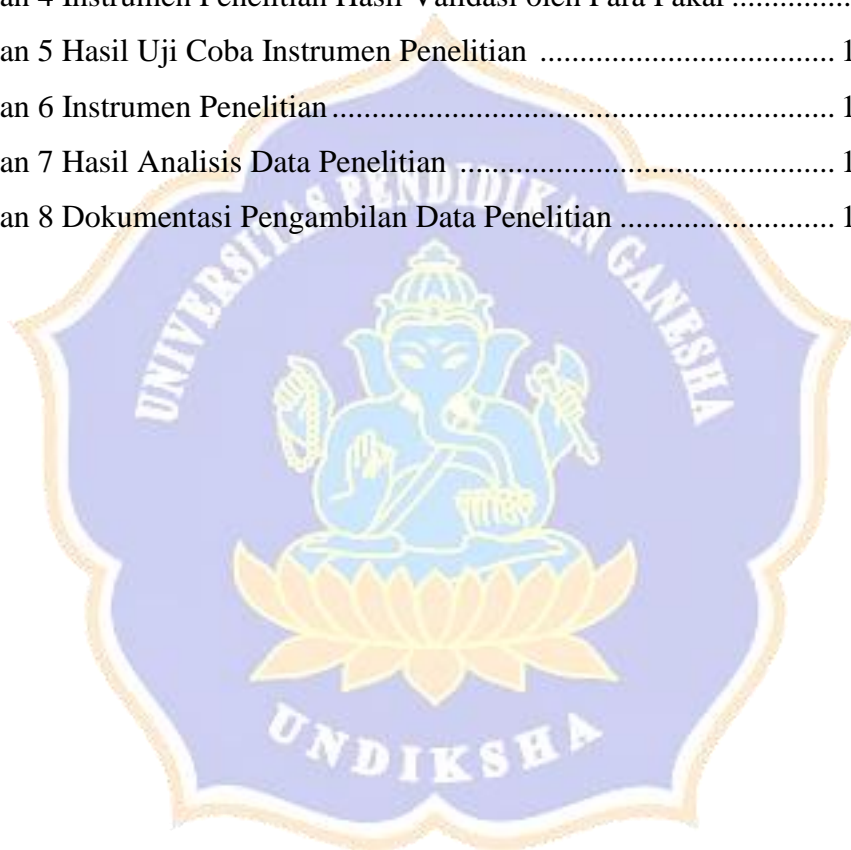 an 4 Instrumen Penelitian Hasil Validasi oleh Para Pakar ..............
an 5 Hasil Uji Coba Instrumen Penelitian .................................... 1
an 6 Instrumen Penelitian .............................................................. 1
an 7 Hasil Analisis Data Penelitian .............................................. 1
an 8 Dokumentasi Pengambilan Data Penelitian .......................... 1
UNIVERSITAS PENDIDIKAN GANESHA
UNDIKSHA